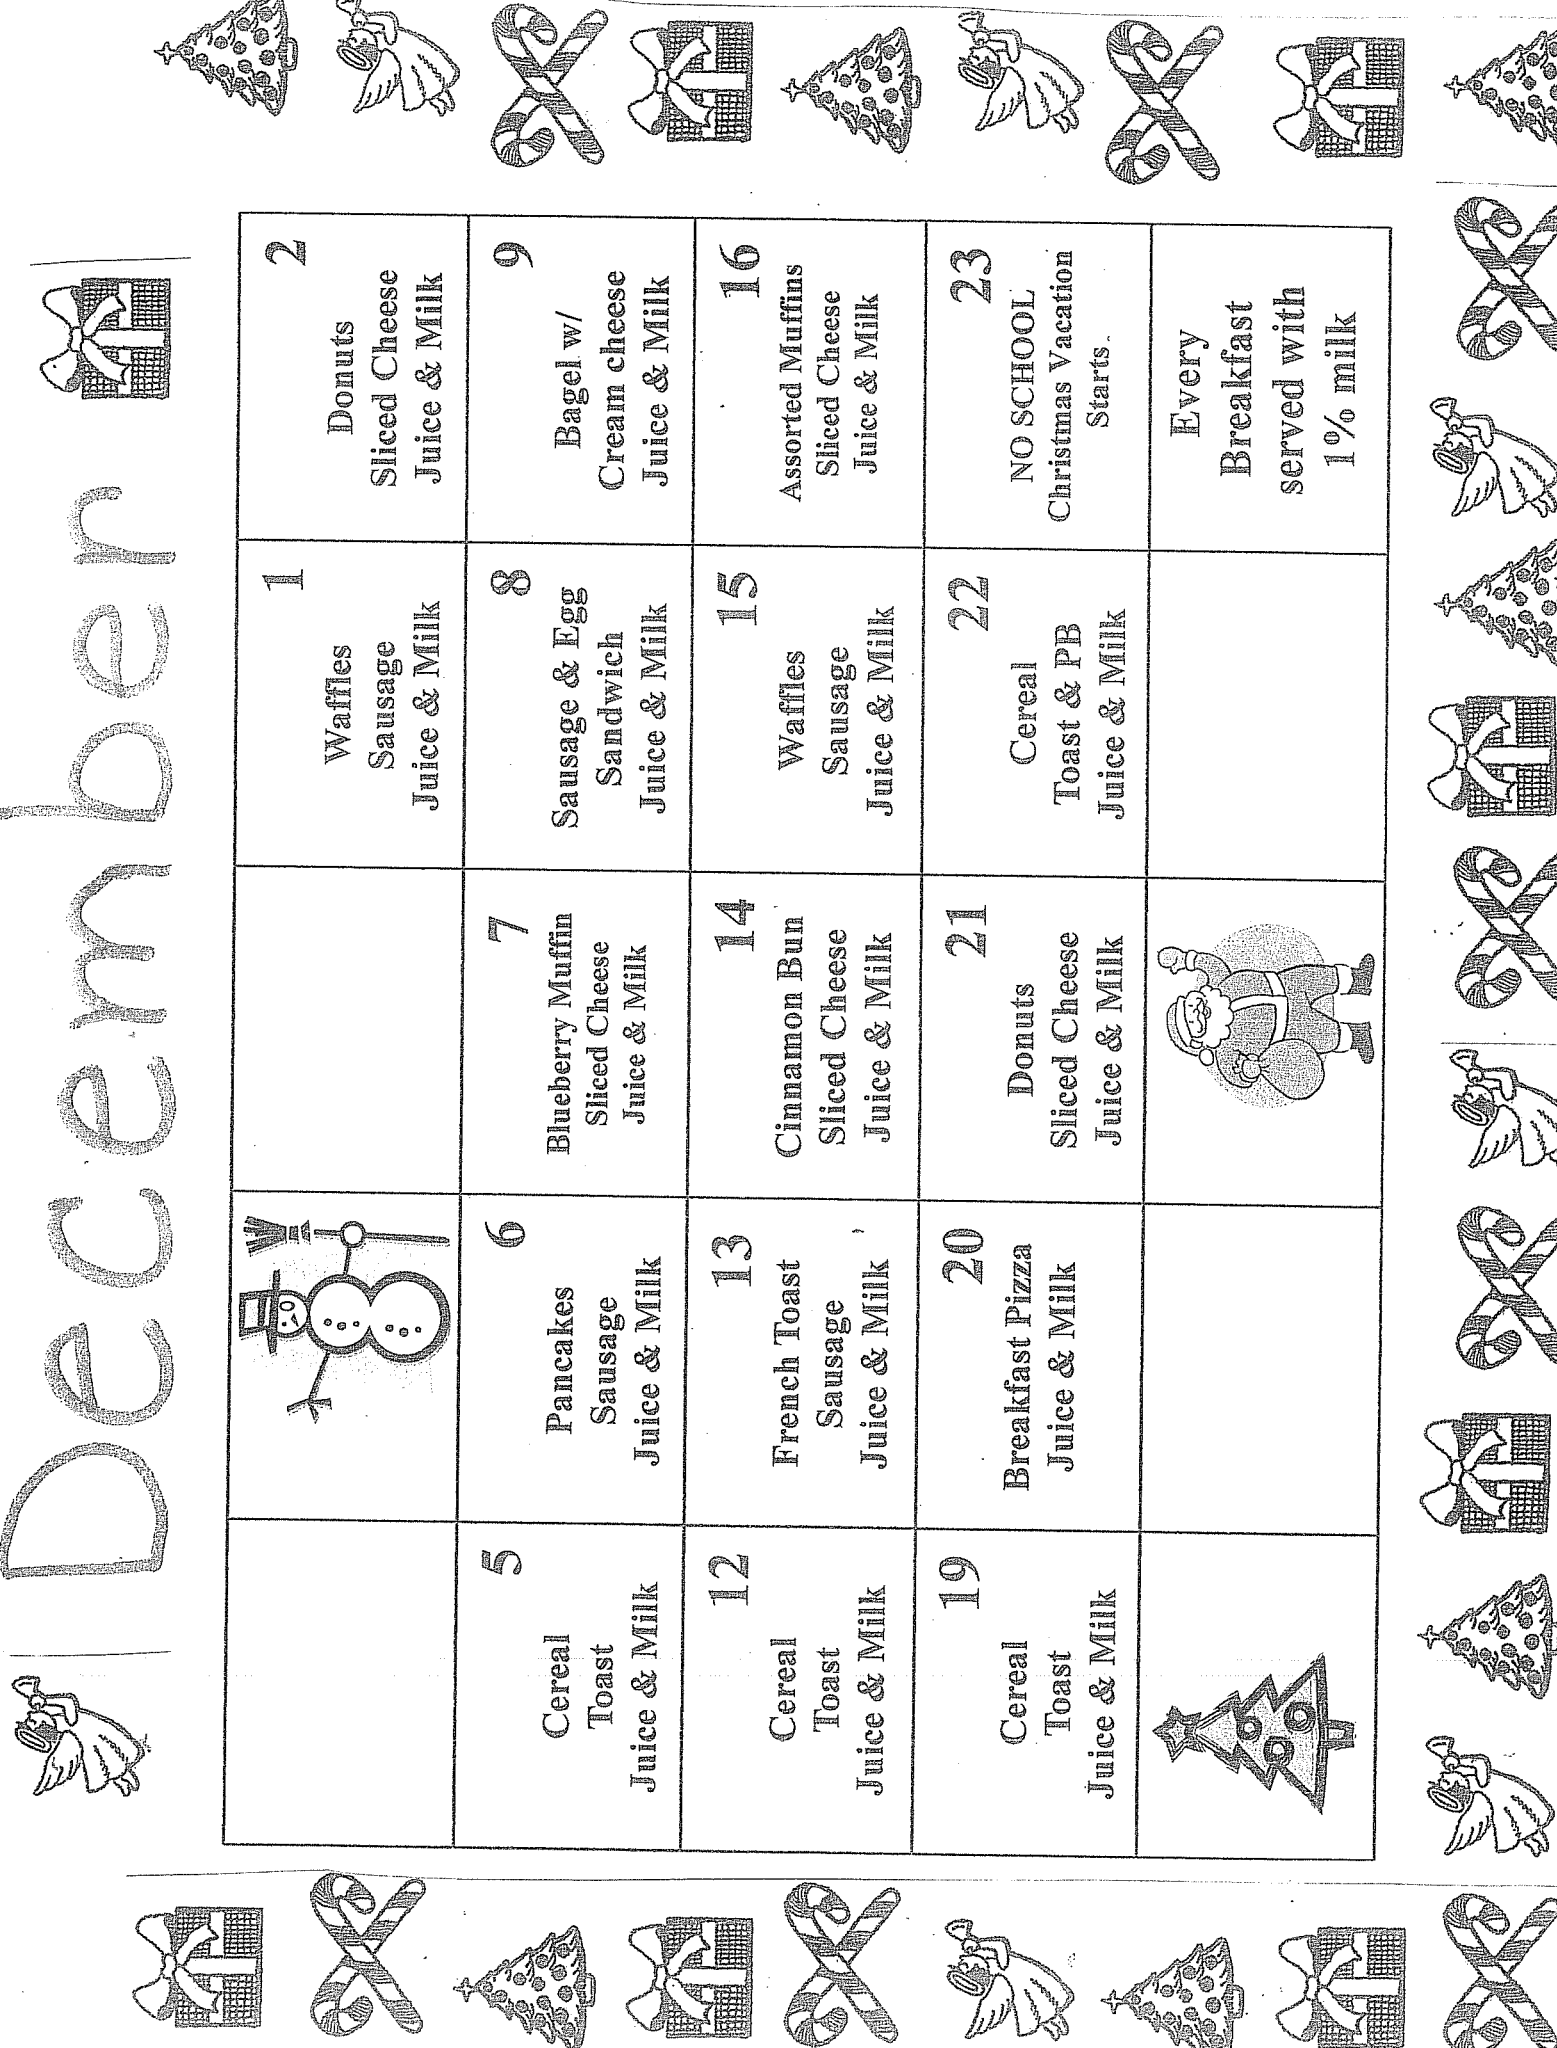 December
1
Waffles
Sausage
Juice & Milk
2
Donuts
Sliced Cheese
Juice & Milk
5
Cereal
Toast
Juice & Milk
6
Pancakes
Sausage
Juice & Milk
7
Blueberry Muffin
Sliced Cheese
Juice & Milk
8
Sausage & Egg
Sandwich
Juice & Milk
9
Bagel w/
Cream cheese
Juice & Milk
12
Cereal
Toast
Juice & Milk
13
French Toast
Sausage
Juice & Milk
14
Cinnamon Bun
Sliced Cheese
Juice & Milk
15
Waffles
Sausage
Juice & Milk
16
Assorted Muffins
Sliced Cheese
Juice & Milk
19
Cereal
Toast
Juice & Milk
20
Breakfast Pizza
Juice & Milk
21
Donuts
Sliced Cheese
Juice & Milk
22
Cereal
Toast & PB
Juice & Milk
23
NO SCHOOL
Christmas Vacation
Starts.
Every
Breakfast
served with
1% milk